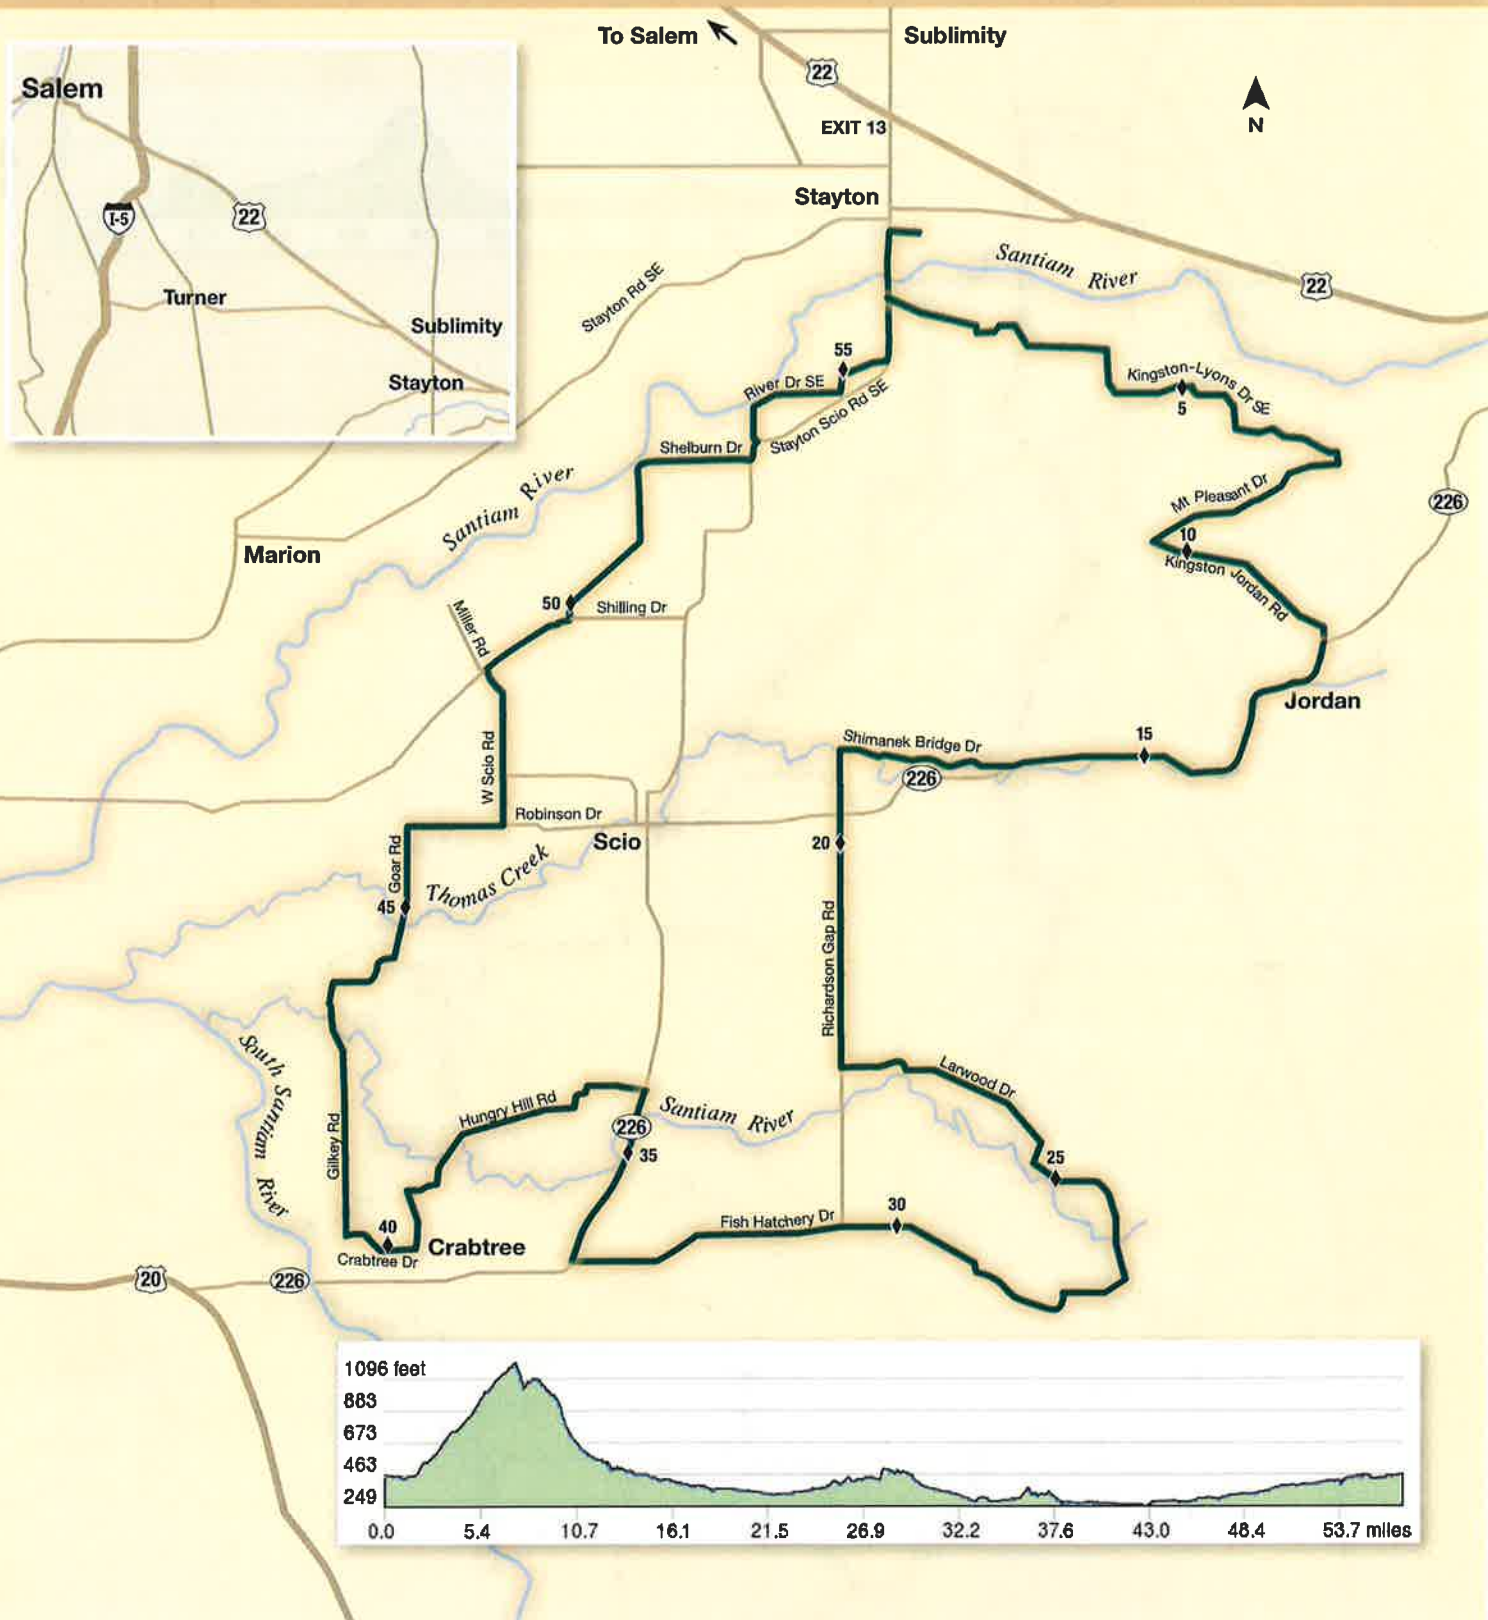 To Salem
Sublimity
22
EXIT 13
N
Stayton
Salem
I-5
22
Turner
Sublimity
Stayton
Santiam River
22
Stayton Rd SE
55
River Dr SE
Stayton Scio Rd SE
Kingston-Lyons Dr SE
5
Shelburn Dr
Santiam River
Mt Pleasant Dr
226
10
Kingston Jordan Rd
Marion
50
Shilling Dr
Miller Rd
Jordan
W Scio Rd
Shimanek Bridge Dr
15
226
Robinson Dr
Scio
20
Goar Rd
Thomas Creek
45
Richardson Gap Rd
South Santiam River
Larwood Dr
Hungry Hill Rd
Santiam River
226
Gilkey Rd
35
25
40
Crabtree
Crabtree Dr
Fish Hatchery Dr
30
20
226
1096 feet
883
673
463
249
0.0 5.4 10.7 16.1 21.5 26.9 32.2 37.6 43.0 48.4 53.7 miles